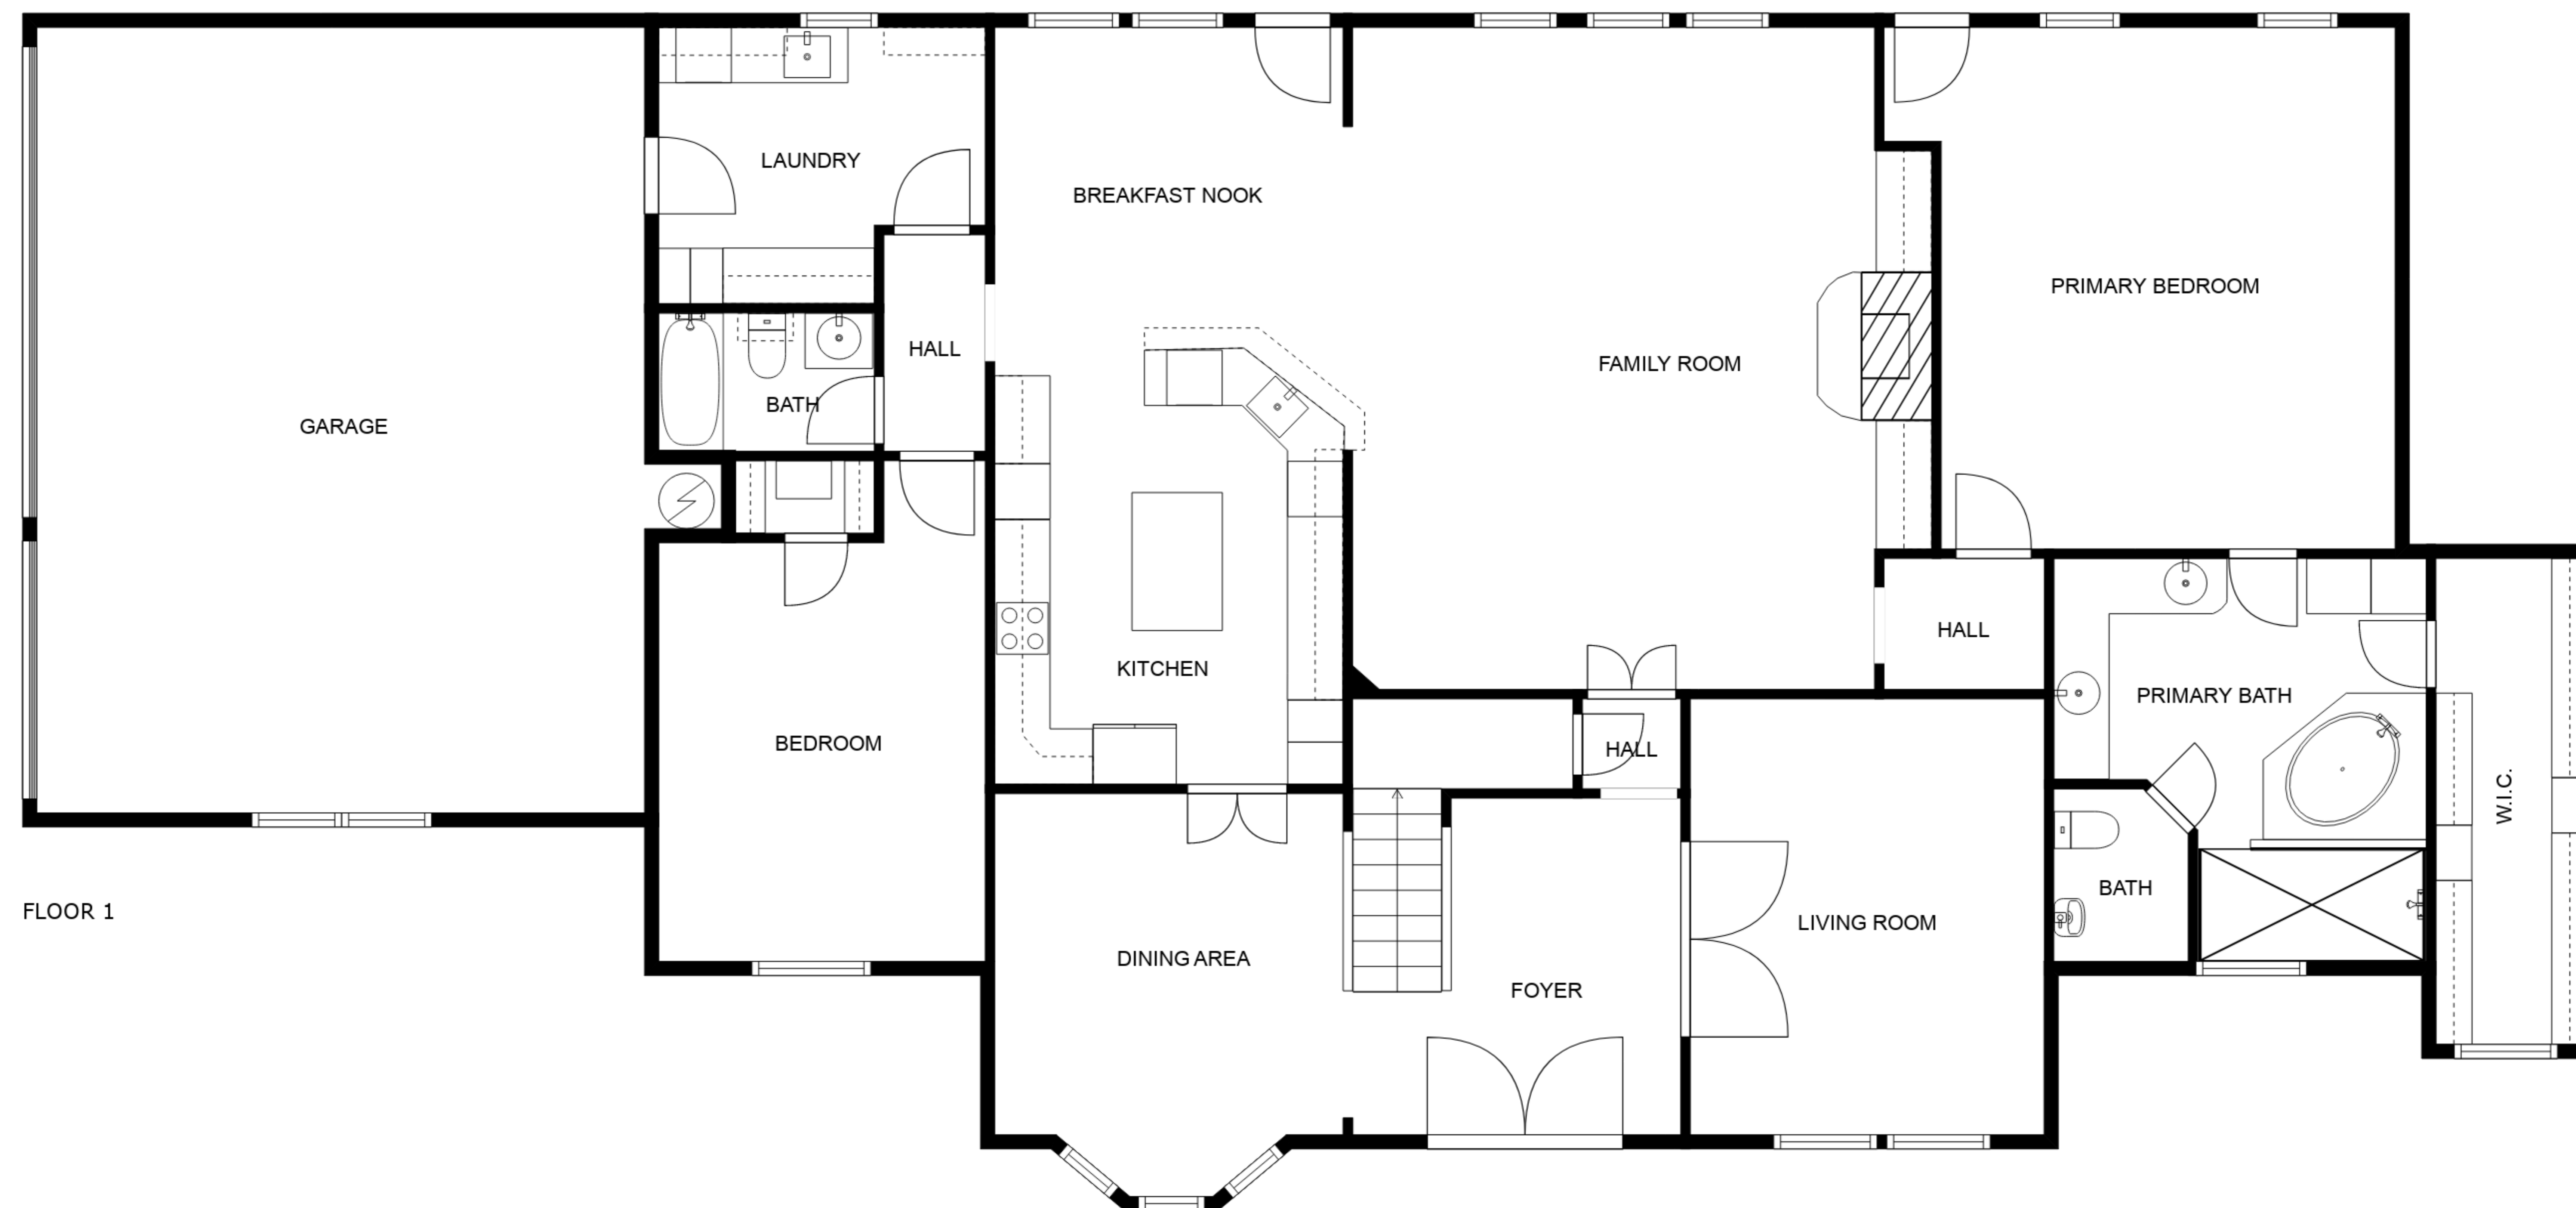 LAUNDRY
BREAKFAST NOOK
PRIMARY BEDROOM
HALL
FAMILY ROOM
BATH
GARAGE
HALL
KITCHEN
PRIMARY BATH
BEDROOM
HALL
W.I.C.
BATH
FLOOR 1
LIVING ROOM
DINING AREA
FOYER